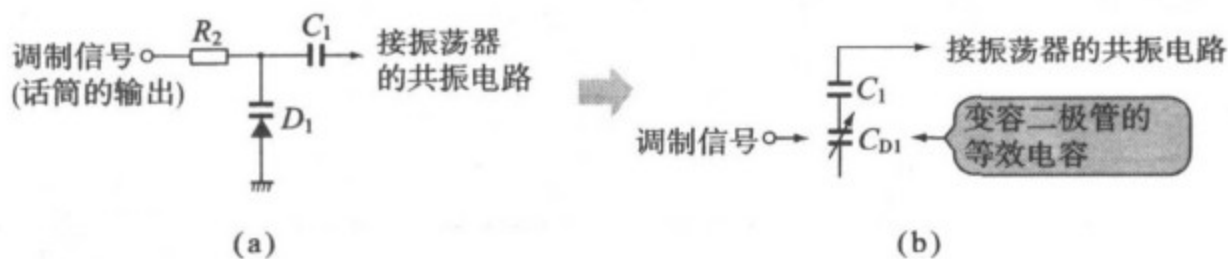 调制信号
(话筒的输出)
R2
C1
接振荡器
的共振电路
D1
(a)
接振荡器的共振电路
C1
调制信号
CD1
变容二极管的
等效电容
(b)